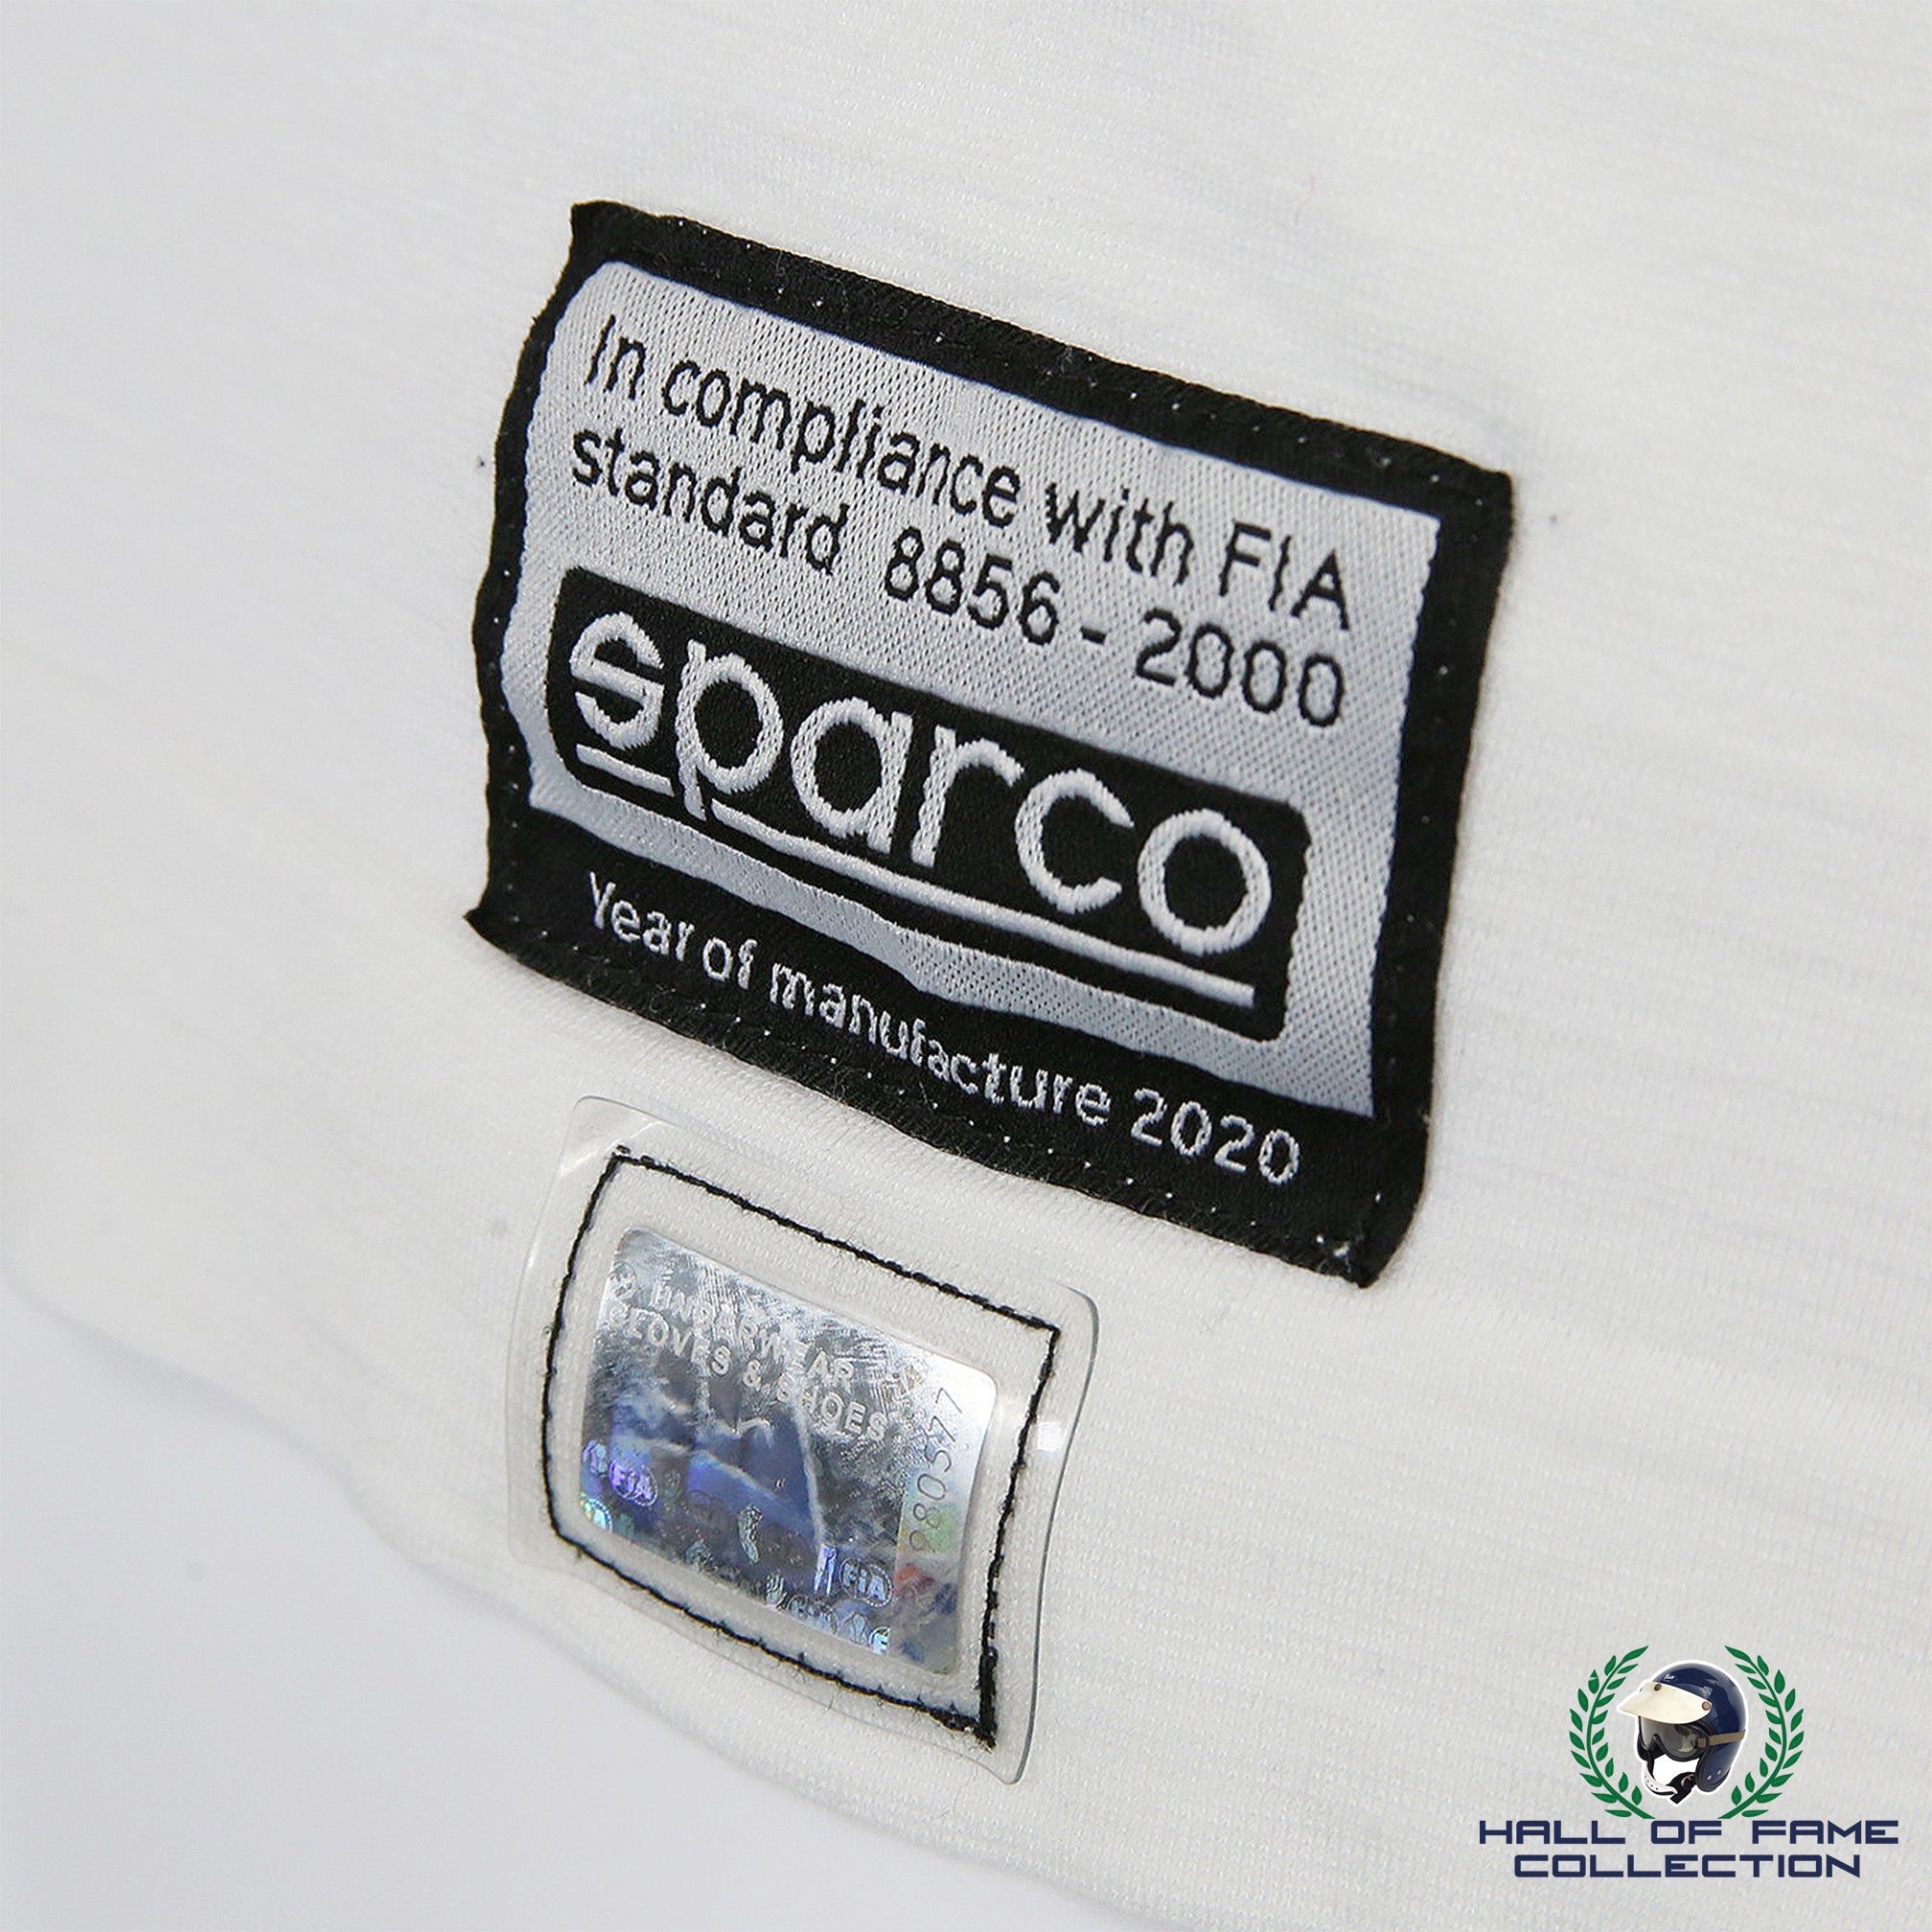 In compliance with FIA
standard 8856 - 2000
sparco
Year of manufacture 2020
UNDERWEAR
GLOVES & SHOES
980577
FiA
FiA
HALL OF FAME
COLLECTION